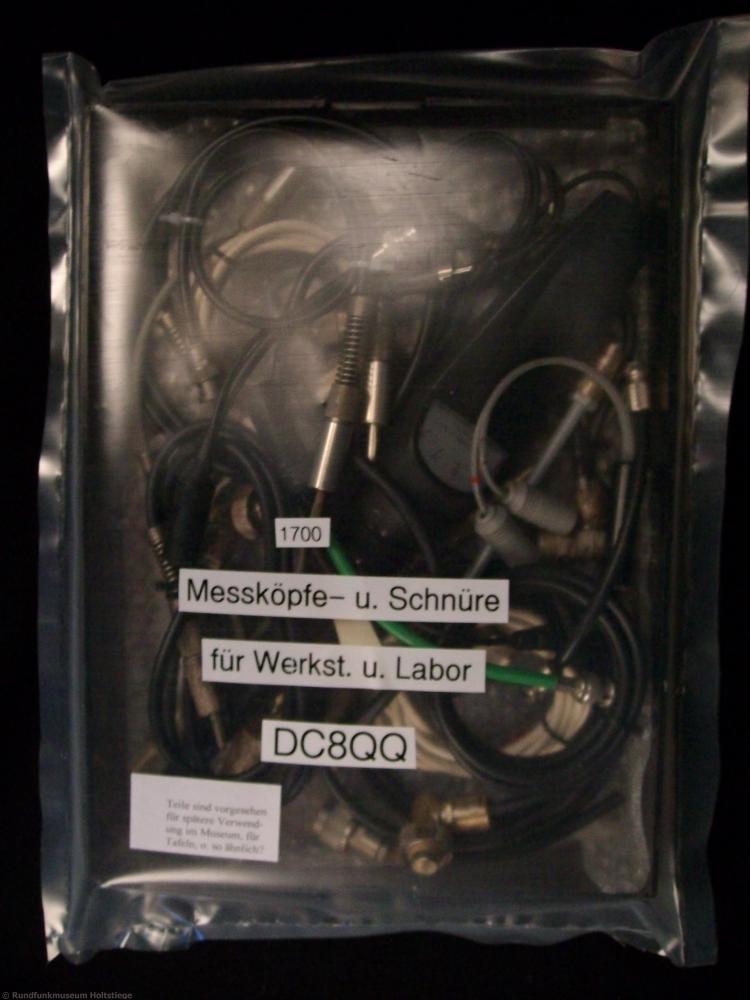 1700
Messköpfe- u. Schnüre
für Werkst. u. Labor
DC8QQ
Teile sind vorgesehen
für spätere Verwend-
ung im Museum, für
Tafeln, o. so ähnlich?
© Rundfunkmuseum Holtstiege